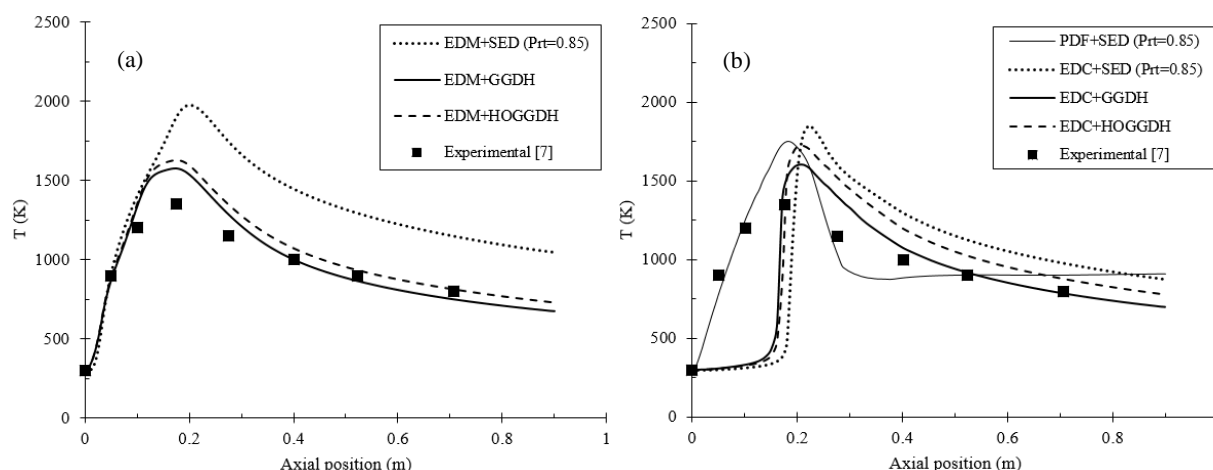 (a)
T (K)
2500
2000
1500
1000
500
0
0 0.2 0.4 0.6 0.8 1
Axial position (m)
EDM+SED (Prt=0.85)
EDM+GGDH
EDM+HOGGDH
Experimental [7]
(b)
T (K)
2500
2000
1500
1000
500
0
0 0.2 0.4 0.6 0.8
Axial position (m)
PDF+SED (Prt=0.85)
EDC+SED (Prt=0.85)
EDC+GGDH
EDC+HOGGDH
Experimental [7]